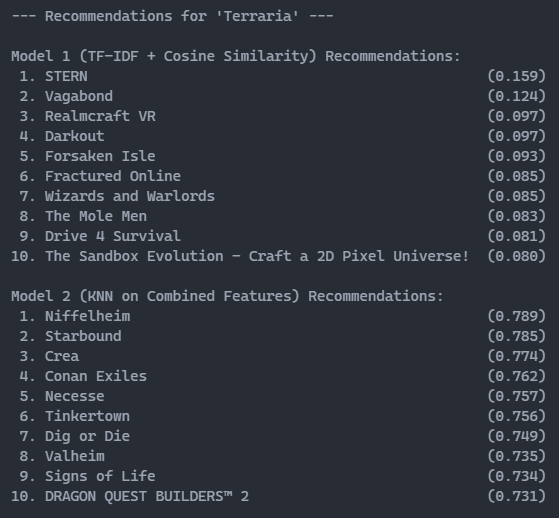 --- Recommendations for 'Terraria' ---
Model 1 (TF-IDF + Cosine Similarity) Recommendations:
1. STERN (0.159)
2. Vagabond (0.124)
3. Realmcraft VR (0.097)
4. Darkout (0.097)
5. Forsaken Isle (0.093)
6. Fractured Online (0.085)
7. Wizards and Warlords (0.085)
8. The Mole Men (0.083)
9. Drive 4 Survival (0.081)
10. The Sandbox Evolution - Craft a 2D Pixel Universe! (0.080)
Model 2 (KNN on Combined Features) Recommendations:
1. Niffelheim (0.789)
2. Starbound (0.785)
3. Crea (0.774)
4. Conan Exiles (0.762)
5. Necesse (0.757)
6. Tinkertown (0.756)
7. Dig or Die (0.749)
8. Valheim (0.735)
9. Signs of Life (0.734)
10. DRAGON QUEST BUILDERS™ 2 (0.731)